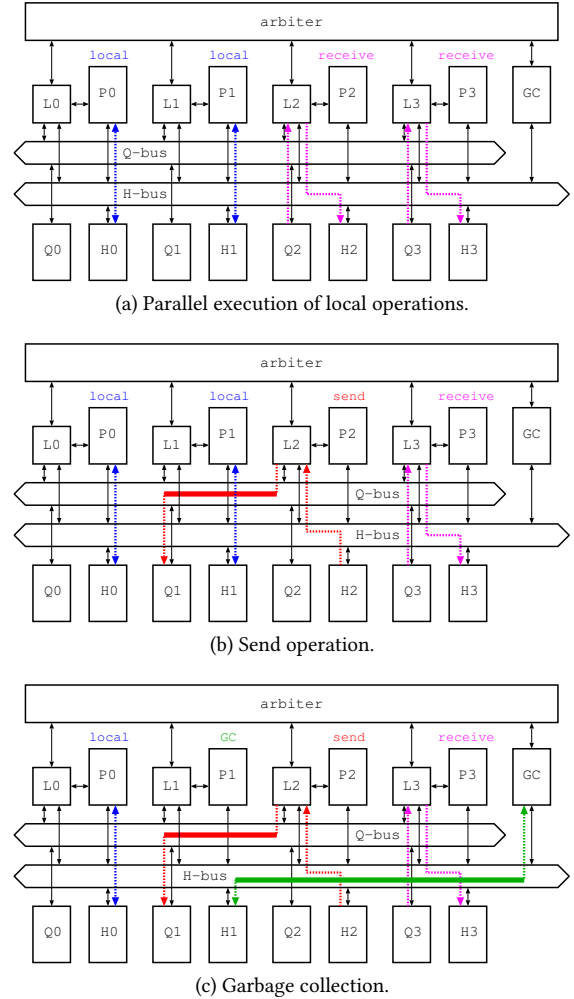 arbiter
local local receive receive
L0 P0 L1 P1 L2 P2 L3 P3 GC
Q-bus
H-bus
Q0 H0 Q1 H1 Q2 H2 Q3 H3
(a) Parallel execution of local operations.
arbiter
local local send receive
L0 P0 L1 P1 L2 P2 L3 P3 GC
Q-bus
H-bus
Q0 H0 Q1 H1 Q2 H2 Q3 H3
(b) Send operation.
arbiter
local GC send receive
L0 P0 L1 P1 L2 P2 L3 P3 GC
Q-bus
H-bus
Q0 H0 Q1 H1 Q2 H2 Q3 H3
(c) Garbage collection.